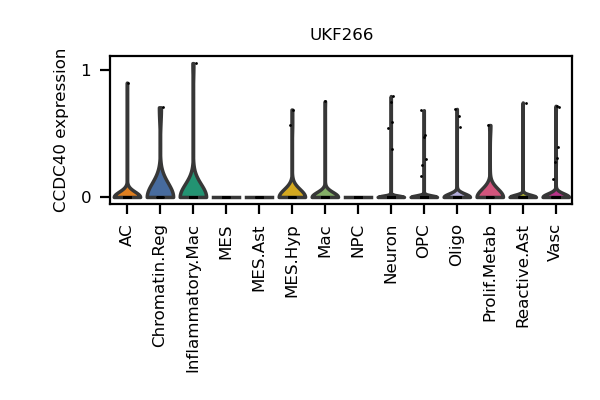 UKF266
CCDC40 expression
1
0
AC
Chromatin.Reg
Inflammatory.Mac
MES
MES.Ast
MES.Hyp
Mac
NPC
Neuron
OPC
Oligo
Prolif.Metab
Reactive.Ast
Vasc